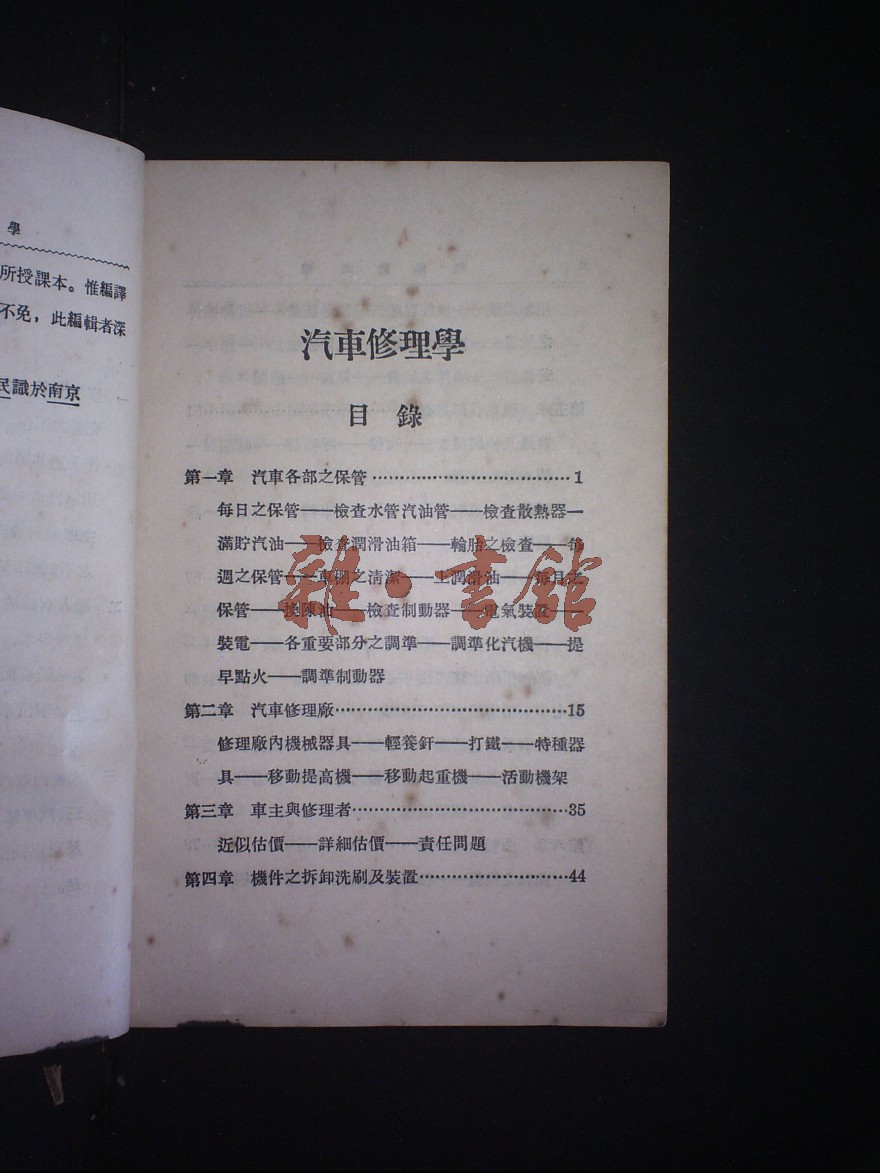 學
所授課本。惟編譯
不免，此編輯者深
民識於南京
汽車修理學
目錄
第一章 汽車各部之保管…………………………………1
每日之保管——檢查水管汽油管——檢查散熱器—
滿貯汽油——檢查潤滑油箱——輪胎之檢查——每
週之保管——車棚之清潔——上潤滑油——每月之
保管——換陳油——檢查制動器——電氣裝置——
裝電——各重要部分之調準——調準化汽機——提
早點火——調準制動器
第二章 汽車修理廠………………………………………15
修理廠內機械器具——輕養釬——打鐵——特種器
具——移動提高機——移動起重機——活動機架
第三章 車主與修理者……………………………………35
近似估價——詳細估價——責任問題
第四章 機件之拆卸洗刷及裝置…………………………44
雜·書館